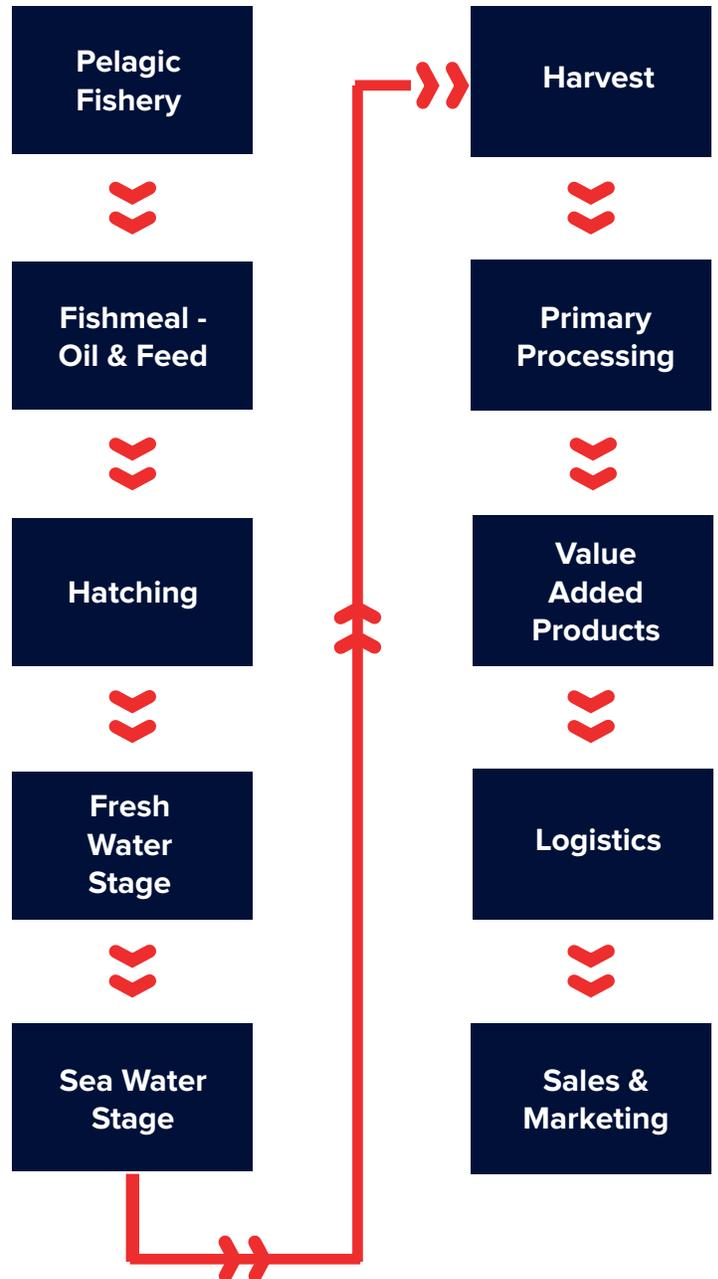 Pelagic
Fishery
Fishmeal -
Oil & Feed
Hatching
Fresh
Water
Stage
Sea Water
Stage
Harvest
Primary
Processing
Value
Added
Products
Logistics
Sales &
Marketing